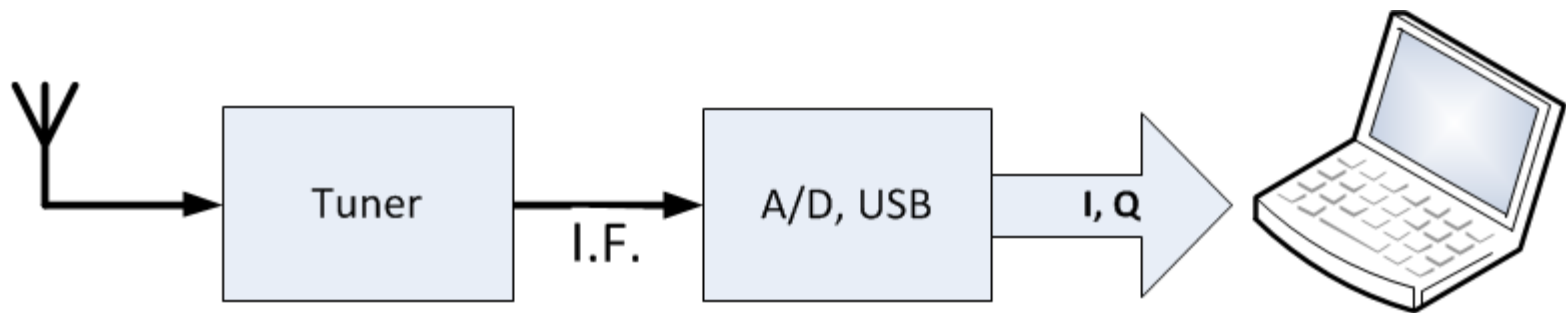 Tuner
I.F.
A/D, USB
I, Q